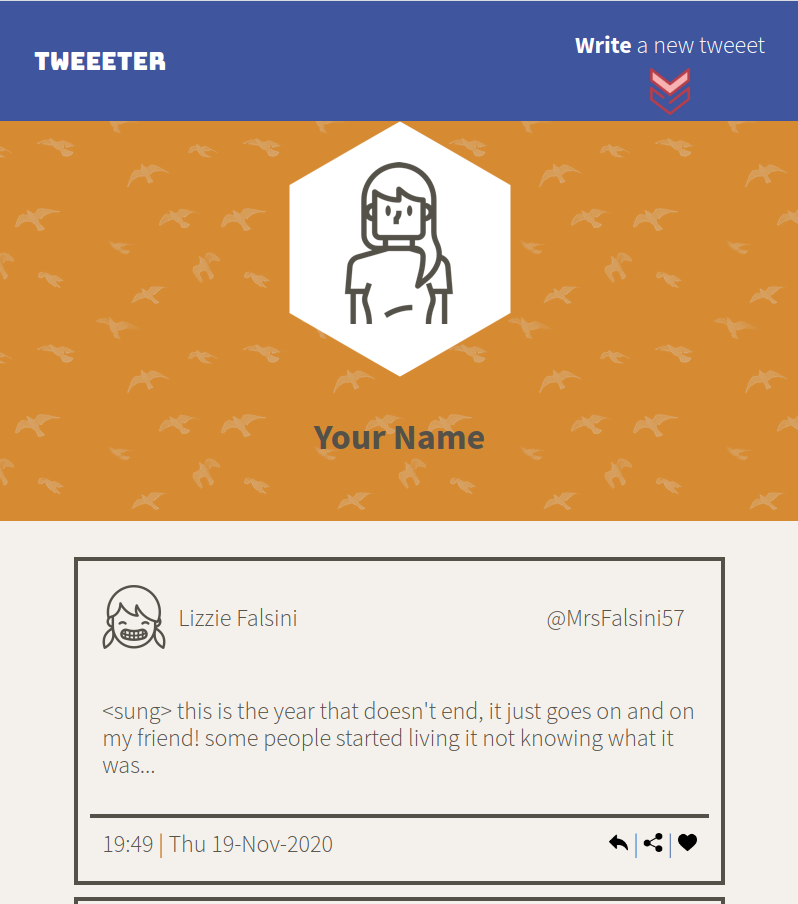 TWEEETER
Write a new tweeet
Your Name
Lizzie Falsini
@MrsFalsini57
<sung> this is the year that doesn't end, it just goes on and on
my friend! some people started living it not knowing what it
was...
19:49 | Thu 19-Nov-2020